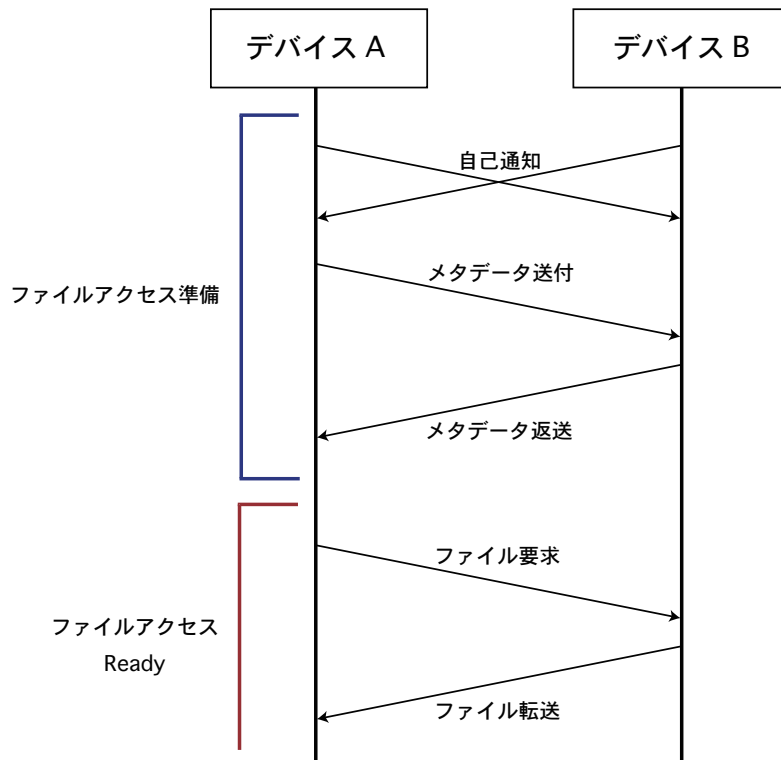 デバイス A
デバイス B
自己通知
メタデータ送付
ファイルアクセス準備
メタデータ返送
ファイル要求
ファイルアクセス
Ready
ファイル転送